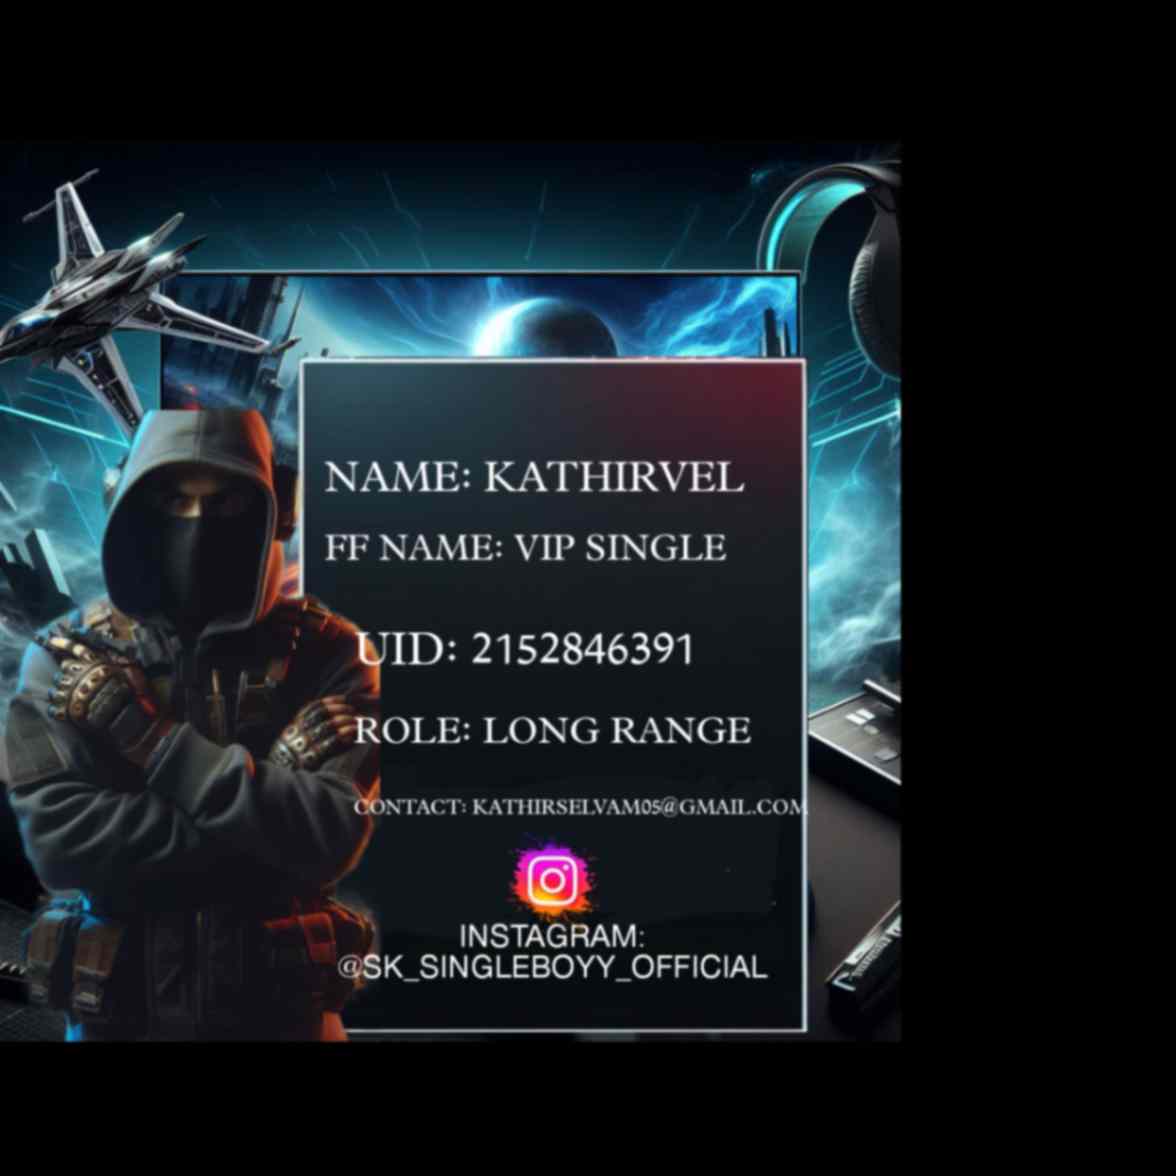 NAME: KATHIRVEL
FF NAME: VIP SINGLE
UID: 2152846391
ROLE: LONG RANGE
CONTACT: KATHIRSELVAM05@GMAIL.COM
INSTAGRAM:
@SK_SINGLEBOYY_OFFICIAL